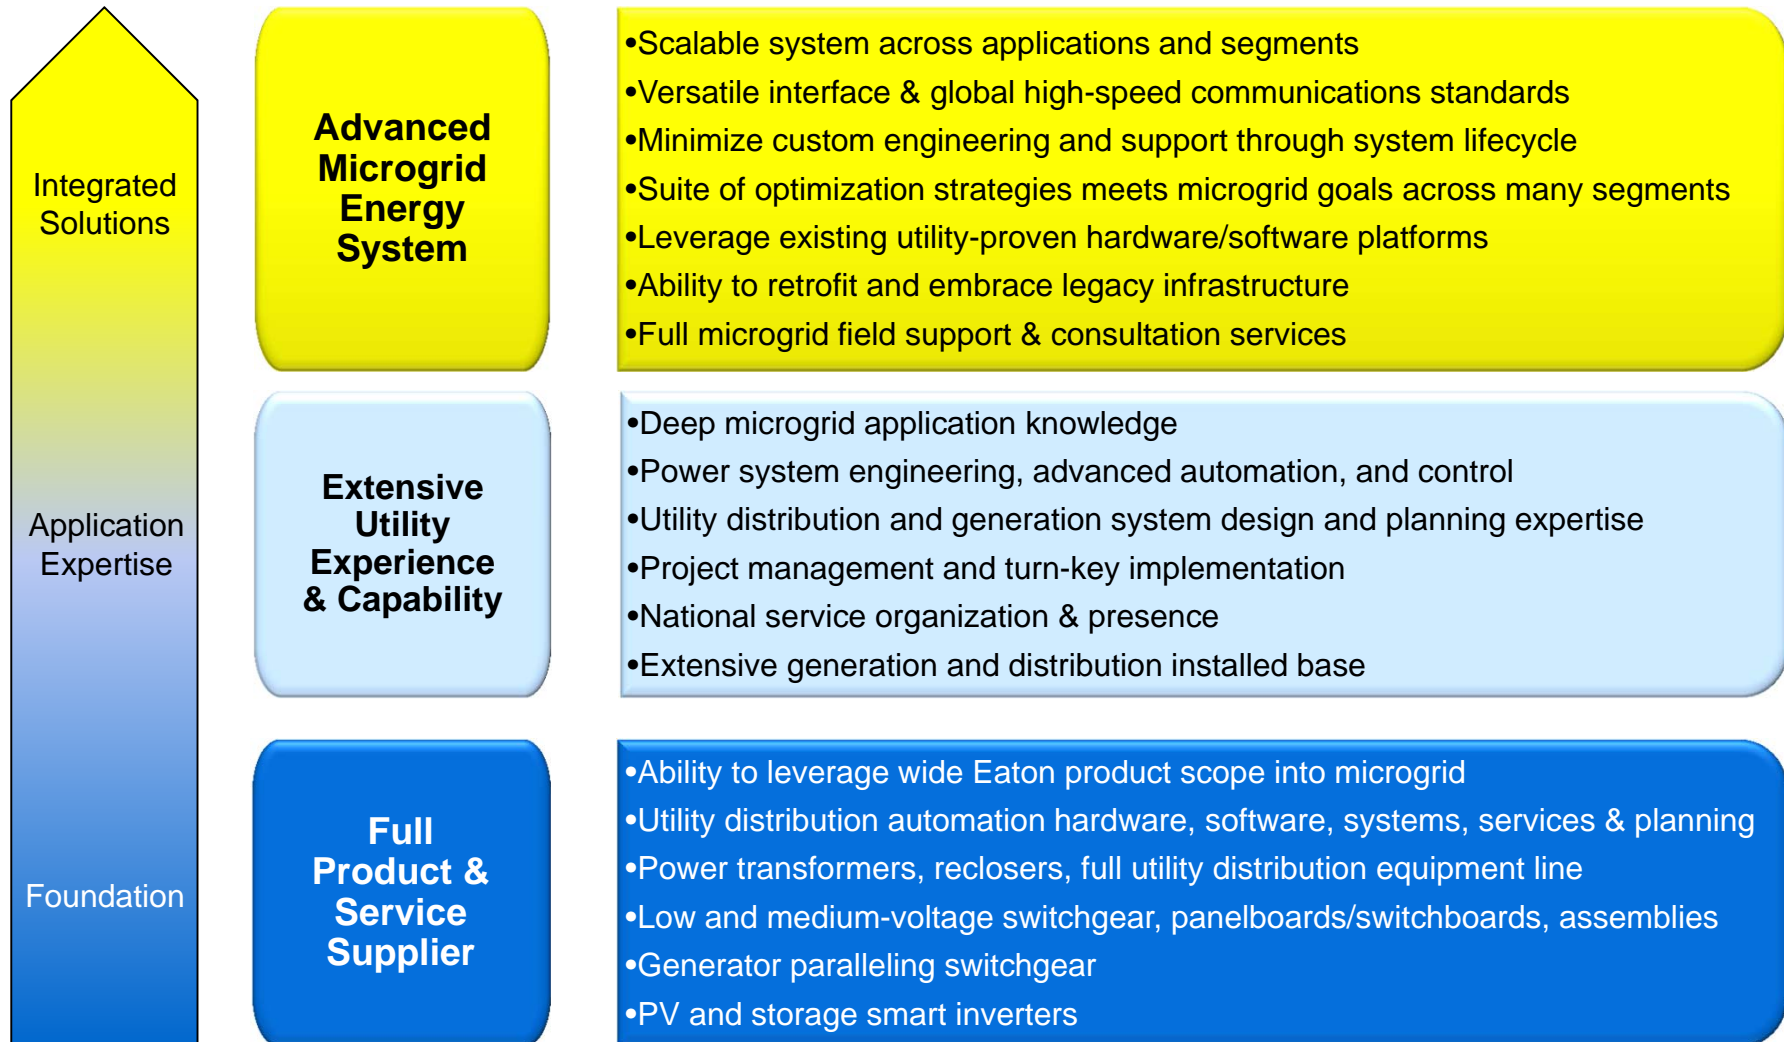 Integrated
Solutions
Advanced
Microgrid
Energy
System
•Scalable system across applications and segments
•Versatile interface & global high-speed communications standards
•Minimize custom engineering and support through system lifecycle
•Suite of optimization strategies meets microgrid goals across many segments
•Leverage existing utility-proven hardware/software platforms
•Ability to retrofit and embrace legacy infrastructure
•Full microgrid field support & consultation services
Application
Expertise
Extensive
Utility
Experience
& Capability
•Deep microgrid application knowledge
•Power system engineering, advanced automation, and control
•Utility distribution and generation system design and planning expertise
•Project management and turn-key implementation
•National service organization & presence
•Extensive generation and distribution installed base
Foundation
Full
Product &
Service
Supplier
•Ability to leverage wide Eaton product scope into microgrid
•Utility distribution automation hardware, software, systems, services & planning
•Power transformers, reclosers, full utility distribution equipment line
•Low and medium-voltage switchgear, panelboards/switchboards, assemblies
•Generator paralleling switchgear
•PV and storage smart inverters